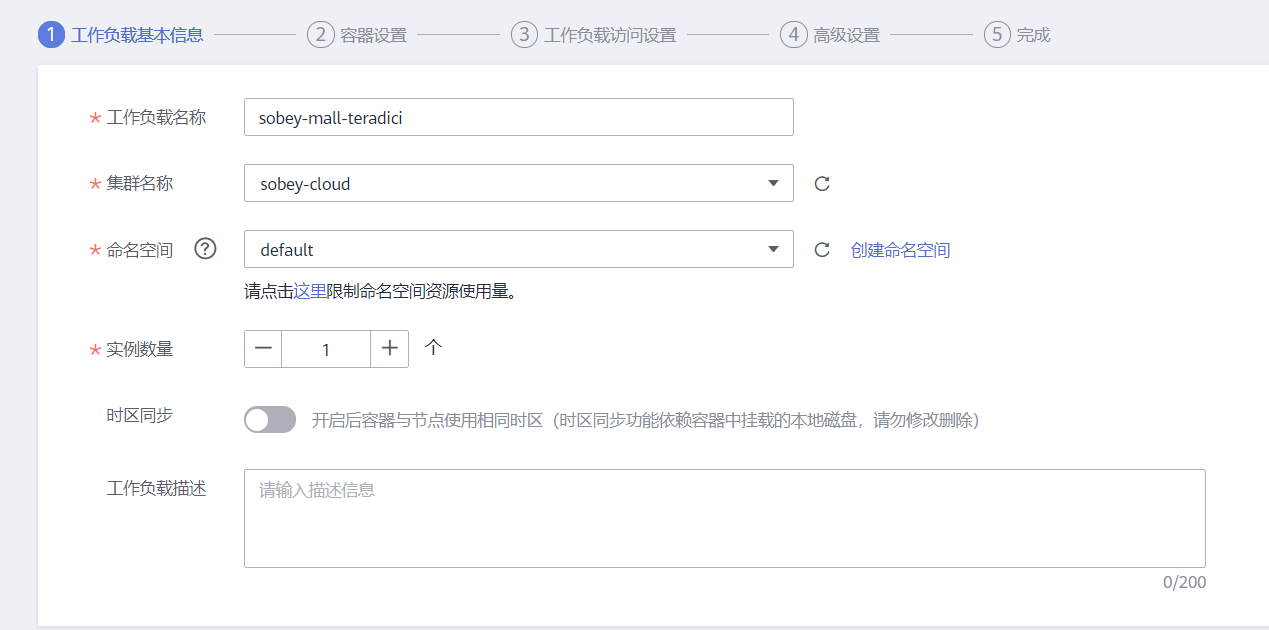 1 工作负载基本信息 2 容器设置 3 工作负载访问设置 4 高级设置 5 完成
* 工作负载名称 sobey-mall-teradici
* 集群名称 sobey-cloud
* 命名空间 ? default 创建命名空间
请点击这里限制命名空间资源使用量。
* 实例数量 — 1 + 个
时区同步 开启后容器与节点使用相同时区（时区同步功能依赖容器中挂载的本地磁盘，请勿修改删除）
工作负载描述 请输入描述信息
0/200